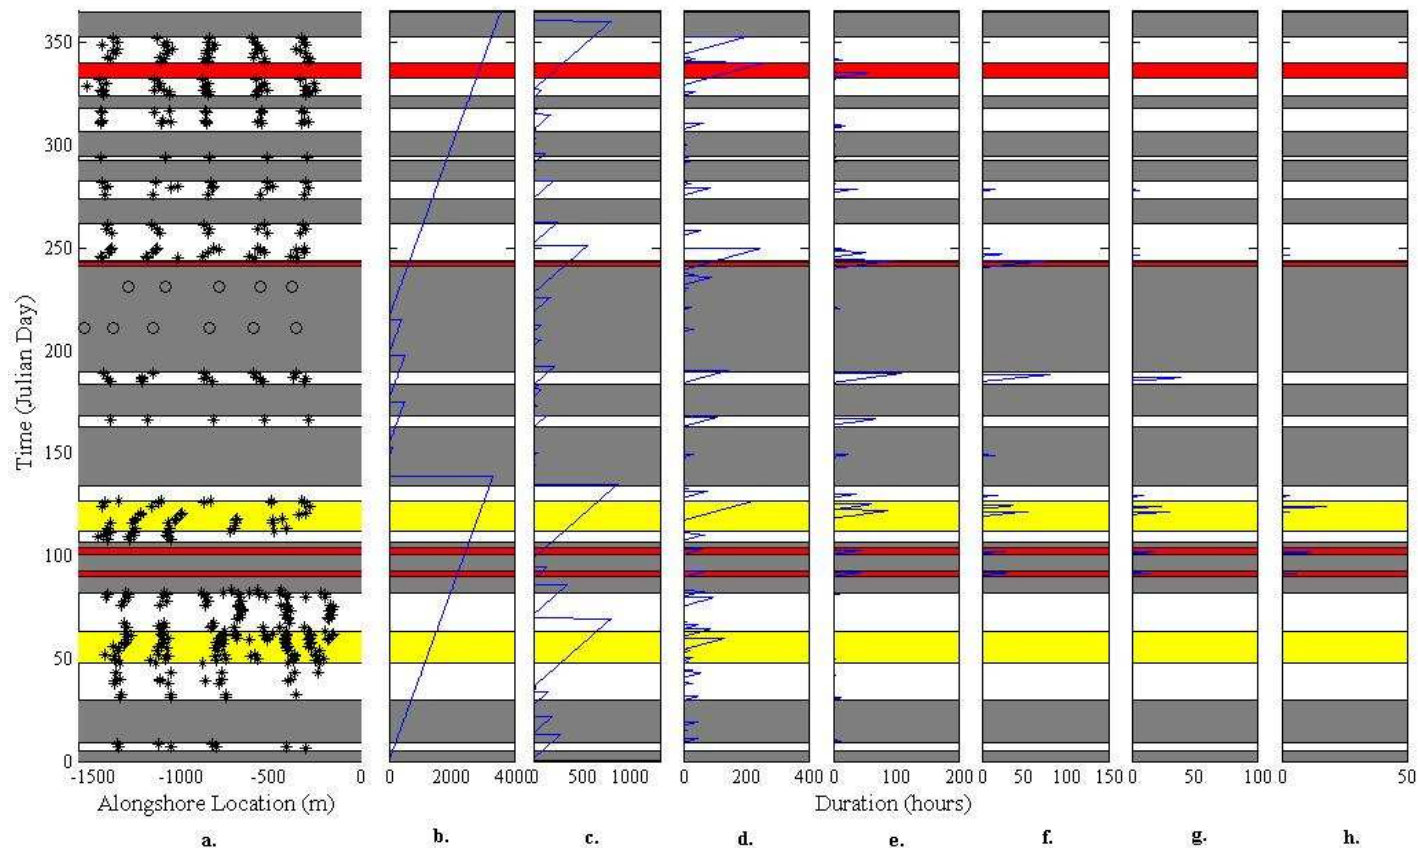 350
300
250
200
150
100
50
0
Time (Julian Day)
-1500 -1000 -500 0
0 2000 4000
0 500 1000
0 200 400
0 100 200
0 50 100 150
0 50 100
0 50
Alongshore Location (m)
Duration (hours)
a. b. c. d. e. f. g. h.